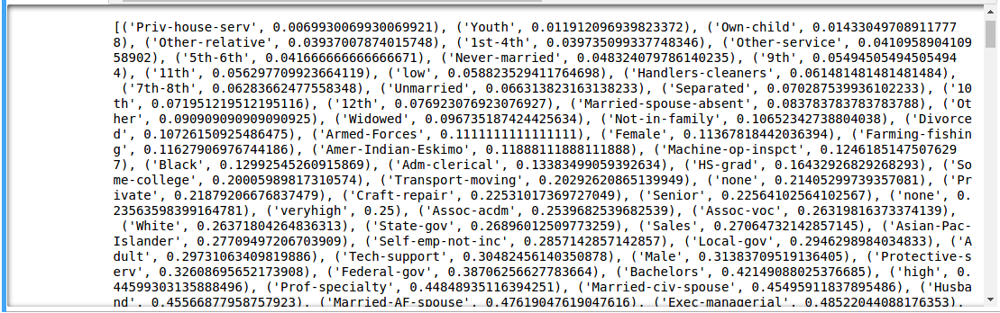 [('Priv-house-serv', 0.0069930069930069921), ('Youth', 0.011912096939823372), ('Own-child', 0.01433049708911777
8), ('Other-relative', 0.03937007874015748), ('1st-4th', 0.039735099337748346), ('Other-service', 0.0410958904109
58902), ('5th-6th', 0.041666666666666671), ('Never-married', 0.048324079786140235), ('9th', 0.05494505494505494
4), ('11th', 0.056297709923664119), ('low', 0.058823529411764698), ('Handlers-cleaners', 0.061481481481481484),
('7th-8th', 0.06283662477558348), ('Unmarried', 0.066313823163138233), ('Separated', 0.070287539936102233), ('10
th', 0.071951219512195116), ('12th', 0.076923076923076927), ('Married-spouse-absent', 0.083783783783783788), ('Ot
her', 0.090909090909090925), ('Widowed', 0.096735187424425634), ('Not-in-family', 0.10652342738804038), ('Divorce
d', 0.10726150925486475), ('Armed-Forces', 0.1111111111111111), ('Female', 0.11367818442036394), ('Farming-fishin
g', 0.11627906976744186), ('Amer-Indian-Eskimo', 0.11888111888111888), ('Machine-op-inspct', 0.1246185147507629
7), ('Black', 0.12992545260915869), ('Adm-clerical', 0.13383499059392634), ('HS-grad', 0.16432926829268293), ('So
me-college', 0.20005989817310574), ('Transport-moving', 0.20292620865139949), ('none', 0.21405299739357081), ('Pr
ivate', 0.21879206676837479), ('Craft-repair', 0.22531017369727049), ('Senior', 0.22564102564102567), ('none', 0.
23563598399164781), ('veryhigh', 0.25), ('Assoc-acdm', 0.2539682539682539), ('Assoc-voc', 0.26319816373374139),
('White', 0.26371804264836313), ('State-gov', 0.26896012509773259), ('Sales', 0.27064732142857145), ('Asian-Pac-
Islander', 0.27709497206703909), ('Self-emp-not-inc', 0.2857142857142857), ('Local-gov', 0.2946298984034833), ('A
dult', 0.29731063409819886), ('Tech-support', 0.30482456140350878), ('Male', 0.31383709519136405), ('Protective-s
erv', 0.32608695652173908), ('Federal-gov', 0.38706256627783664), ('Bachelors', 0.42149088025376685), ('high', 0.
44599303135888496), ('Prof-specialty', 0.44848935116394251), ('Married-civ-spouse', 0.45495911837895486), ('Husba
nd', 0.45566877958757923), ('Married-AF-spouse', 0.47619047619047616), ('Exec-managerial', 0.48522044088176353),